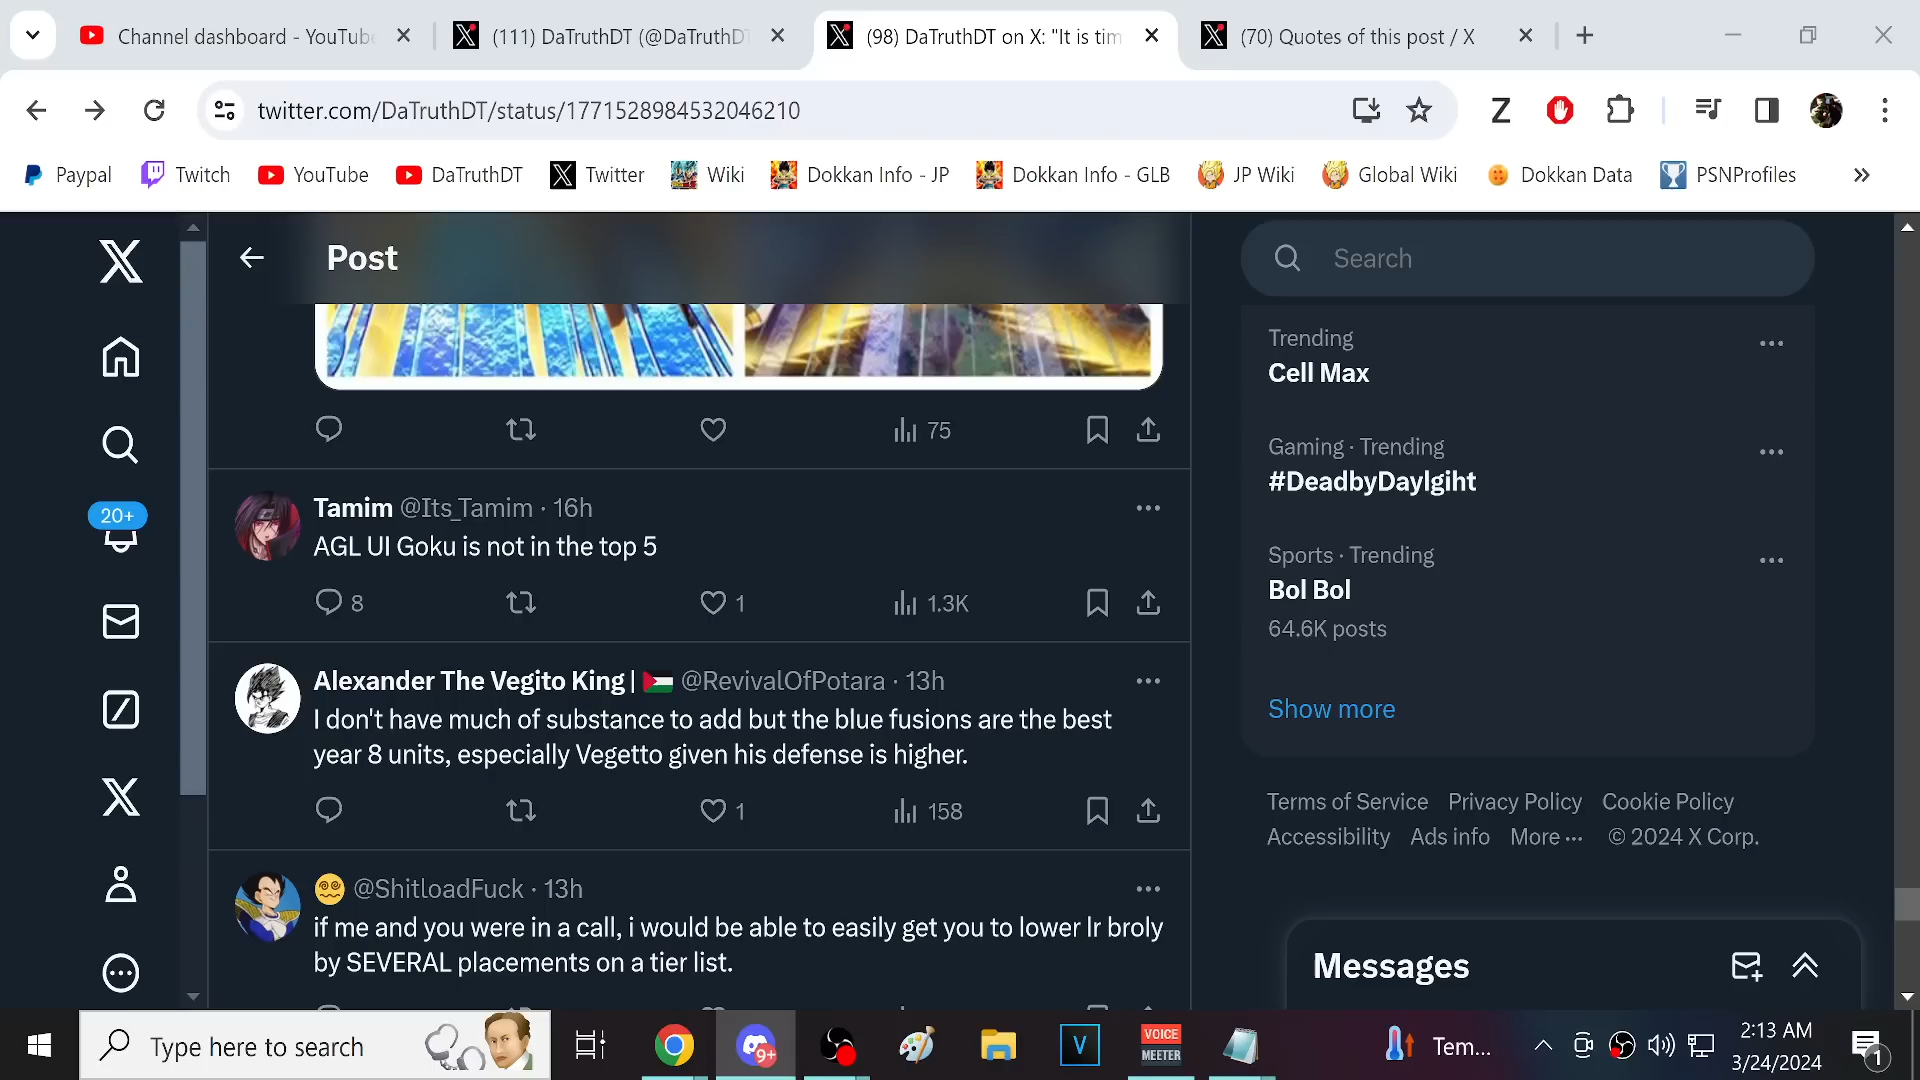 Channel dashboard - YouTube
(111) DaTruthDT (@DaTruthDT
(98) DaTruthDT on X: "It is tim
(70) Quotes of this post / X
twitter.com/DaTruthDT/status/1771528984532046210
Z
Paypal
Twitch
YouTube
DaTruthDT
Twitter
Wiki
Dokkan Info - JP
Dokkan Info - GLB
JP Wiki
Global Wiki
Dokkan Data
PSNProfiles
Post
Search
75
Tamim @Its_Tamim · 16h
AGL UI Goku is not in the top 5
8
1
1.3K
Alexander The Vegito King | @RevivalOfPotara · 13h
I don't have much of substance to add but the blue fusions are the best
year 8 units, especially Vegetto given his defense is higher.
1
158
@ShitloadFuck · 13h
if me and you were in a call, i would be able to easily get you to lower lr broly
by SEVERAL placements on a tier list.
20+
Trending
Cell Max
Gaming · Trending
#DeadbyDaylgiht
Sports · Trending
Bol Bol
64.6K posts
Show more
Terms of Service Privacy Policy Cookie Policy
Accessibility Ads info More ··· © 2024 X Corp.
Messages
Type here to search
9+
V
VOICE
MEETER
Tem...
2:13 AM
3/24/2024
1